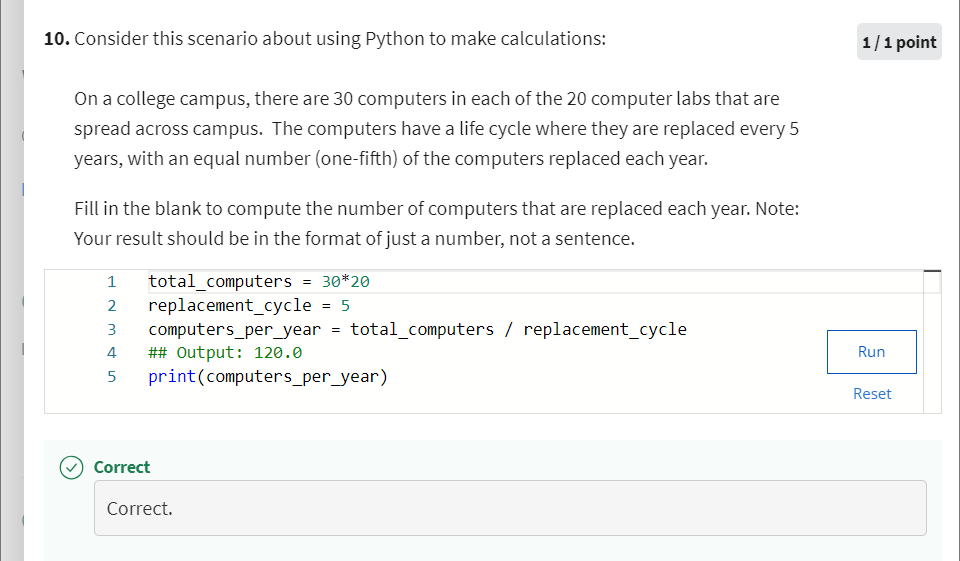 10. Consider this scenario about using Python to make calculations:
1 / 1 point
On a college campus, there are 30 computers in each of the 20 computer labs that are
spread across campus.  The computers have a life cycle where they are replaced every 5
years, with an equal number (one-fifth) of the computers replaced each year.
Fill in the blank to compute the number of computers that are replaced each year. Note:
Your result should be in the format of just a number, not a sentence.
1 total_computers = 30*20
2 replacement_cycle = 5
3 computers_per_year = total_computers / replacement_cycle
4 ## Output: 120.0
5 print(computers_per_year)
Run
Reset
Correct
Correct.